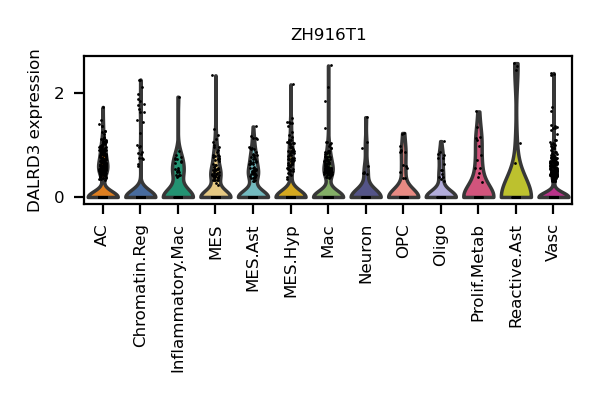 ZH916T1
DALRD3 expression
2
0
AC
Chromatin.Reg
Inflammatory.Mac
MES
MES.Ast
MES.Hyp
Mac
Neuron
OPC
Oligo
Prolif.Metab
Reactive.Ast
Vasc